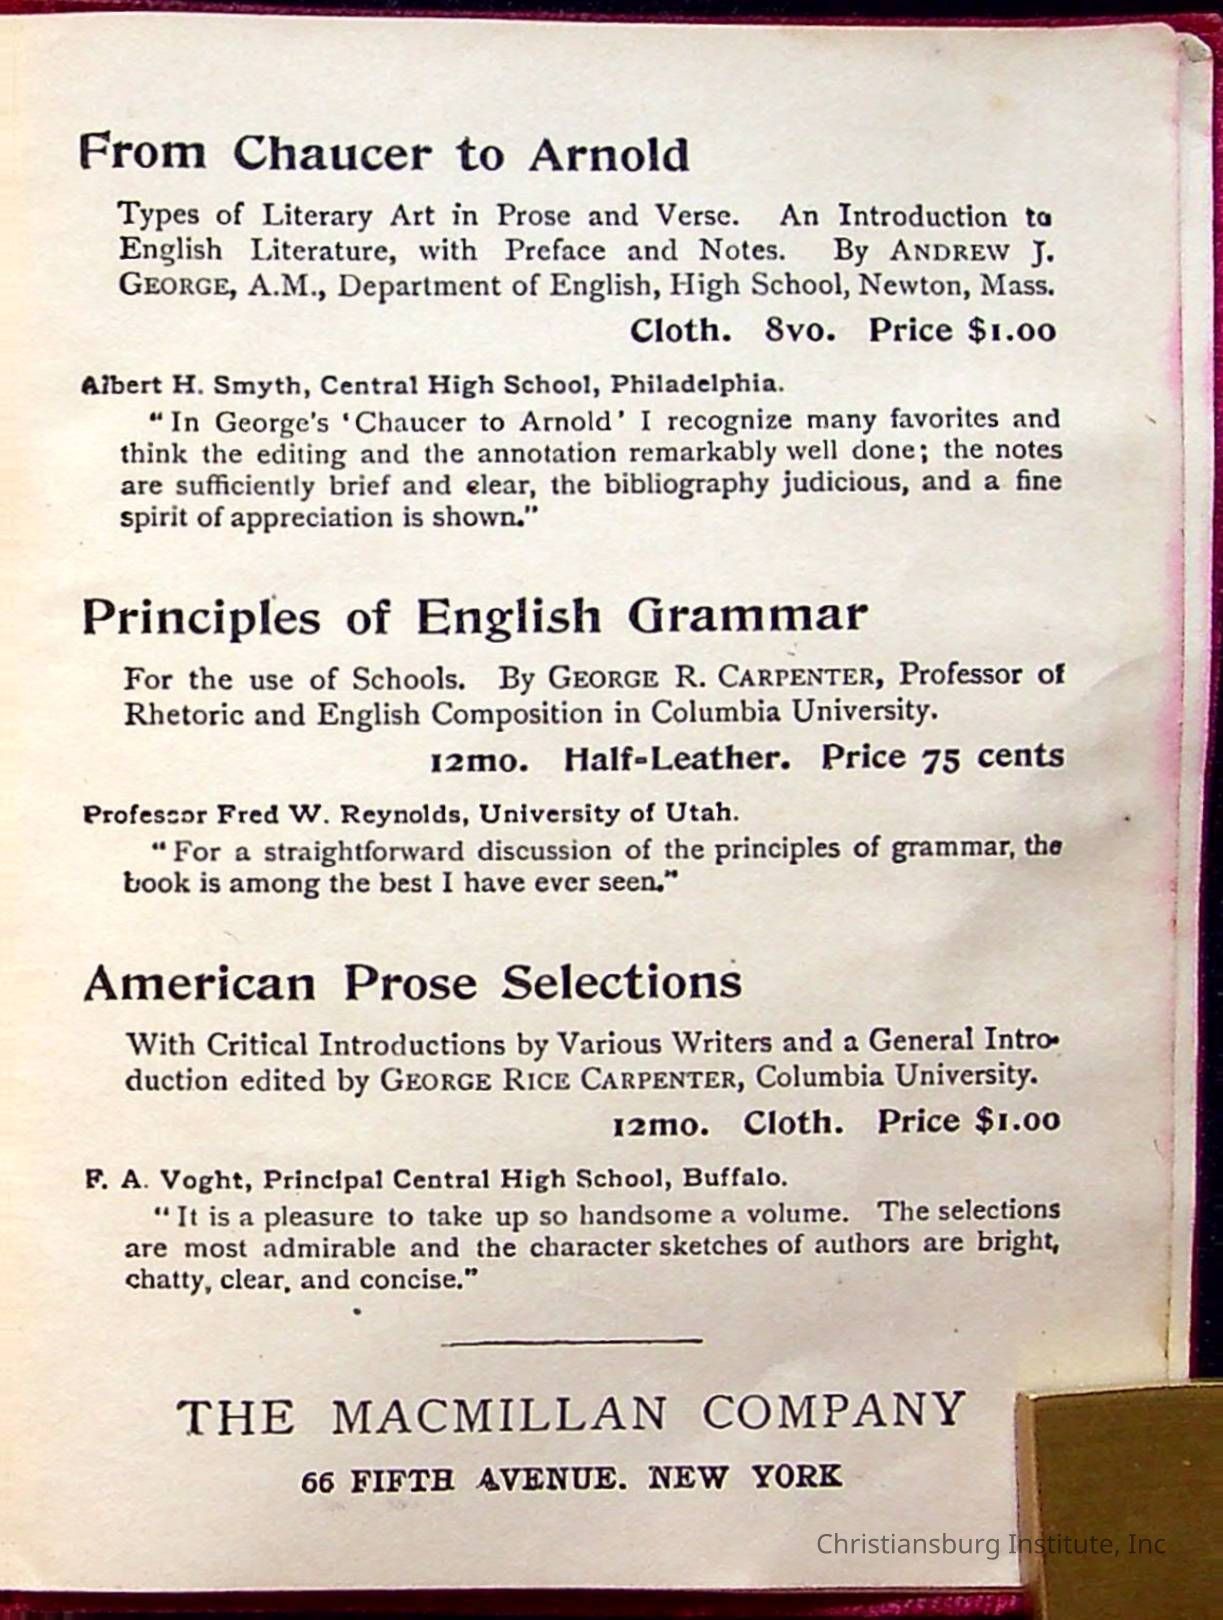 From Chaucer to Arnold
Types of Literary Art in Prose and Verse. An Introduction to
English Literature, with Preface and Notes. By ANDREW J.
GEORGE, A.M., Department of English, High School, Newton, Mass.
Cloth. 8vo. Price $1.00
Albert H. Smyth, Central High School, Philadelphia.
“In George's ‘Chaucer to Arnold’ I recognize many favorites and
think the editing and the annotation remarkably well done; the notes
are sufficiently brief and clear, the bibliography judicious, and a fine
spirit of appreciation is shown.”
Principles of English Grammar
For the use of Schools. By GEORGE R. CARPENTER, Professor of
Rhetoric and English Composition in Columbia University.
12mo. Half-Leather. Price 75 cents
Professor Fred W. Reynolds, University of Utah.
“For a straightforward discussion of the principles of grammar, the
book is among the best I have ever seen.”
American Prose Selections
With Critical Introductions by Various Writers and a General Intro-
duction edited by GEORGE RICE CARPENTER, Columbia University.
12mo. Cloth. Price $1.00
F. A. Voght, Principal Central High School, Buffalo.
“It is a pleasure to take up so handsome a volume. The selections
are most admirable and the character sketches of authors are bright,
chatty, clear, and concise.”
THE MACMILLAN COMPANY
66 FIFTH AVENUE. NEW YORK
Christiansburg Institute, Inc